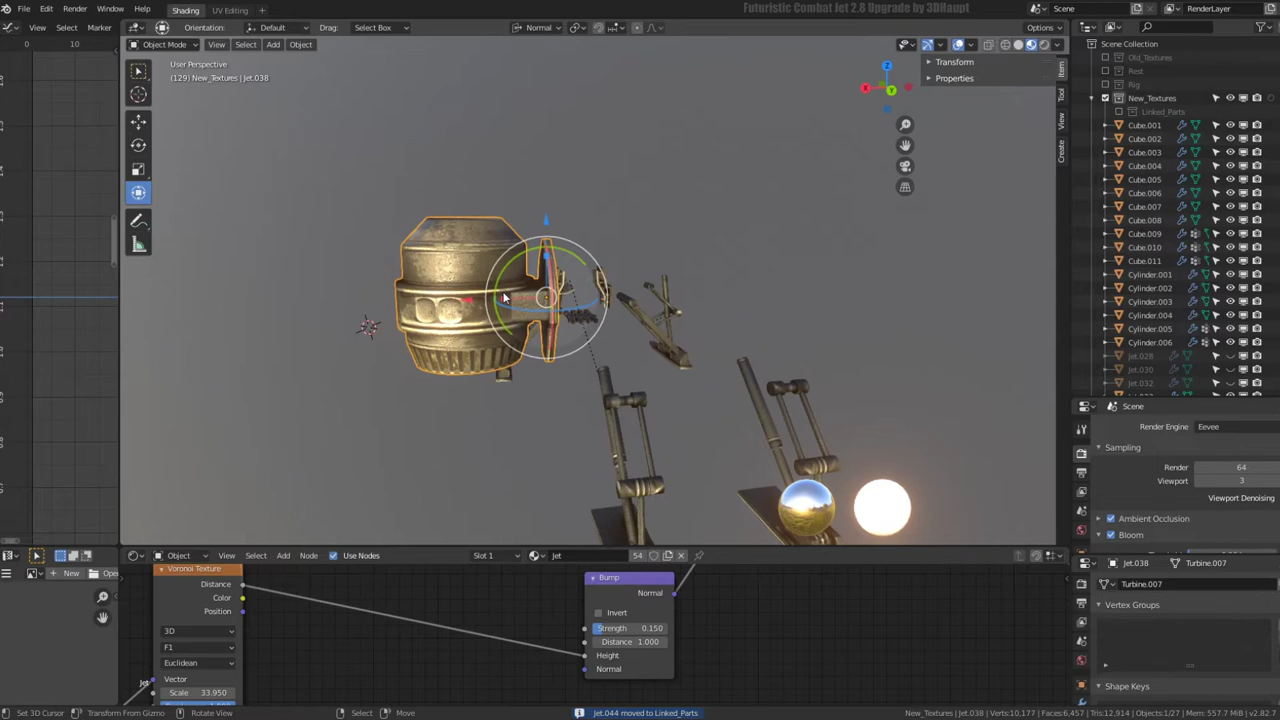 File Edit Render Window Help Shading UV Editing + Futuristic Combat Jet 2.8 Upgrade by 3DHaupt Scene RenderLayer
View Select Marker Orientation: Default Drag: Select Box Normal Options
Object Mode View Select Add Object
10
User Perspective
(129) New_Textures | Jet.038
Transform
Properties
Item
Tool
View
Create
X Y Z
Scene Collection
Old_Textures
Rest
Rig
New_Textures
Linked_Parts
Cube.001
Cube.002
Cube.003
Cube.004
Cube.005
Cube.006
Cube.007
Cube.008
Cube.009
Cube.010
Cube.011
Cylinder.001
Cylinder.002
Cylinder.003
Cylinder.004
Cylinder.005
Cylinder.006
Jet.028
Jet.030
Jet.032
Scene
Render Engine Eevee
Sampling
Render 64
Viewport 3
Viewport Denoising
Ambient Occlusion
Bloom
Jet.038 Turbine.007
Turbine.007
Vertex Groups
Shape Keys
Object View Select Add Node Use Nodes Slot 1 Jet 54
New Open
Voronoi Texture
Distance
Color
Position
3D
F1
Euclidean
Vector
Scale 33.950
Jet
Bump
Normal
Invert
Strength 0.150
Distance 1.000
Height
Normal
Set 3D Cursor Transform From Gizmo Rotate View Select Move Jet.044 moved to Linked_Parts New_Textures | Jet.038 | Verts:10,177 | Faces:6,457 | Tris:12,914 | Objects:1/27 | Mem: 557.7 MiB | v2.82.7